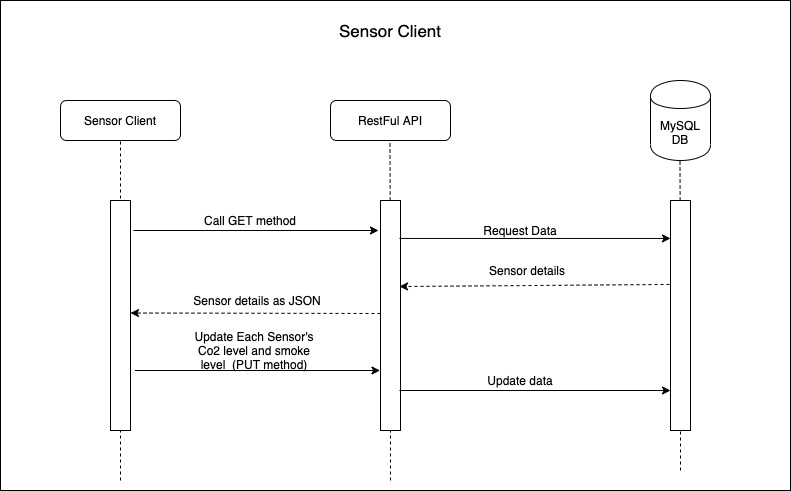 Sensor Client
Sensor Client
RestFul API
MySQL
DB
Call GET method
Request Data
Sensor details
Sensor details as JSON
Update Each Sensor's
Co2 level and smoke
level  (PUT method)
Update data